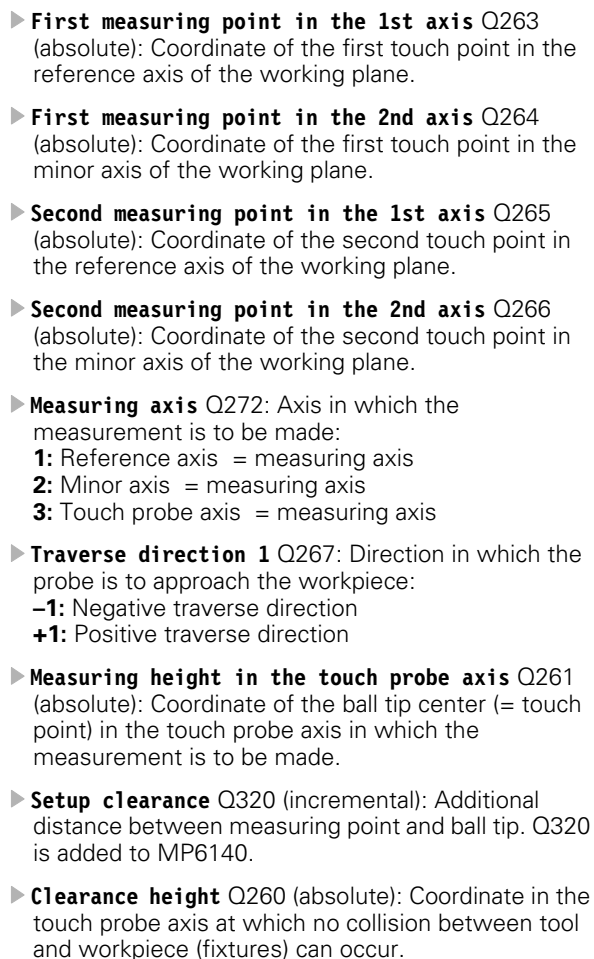 First measuring point in the 1st axis Q263
(absolute): Coordinate of the first touch point in the
reference axis of the working plane.
First measuring point in the 2nd axis Q264
(absolute): Coordinate of the first touch point in the
minor axis of the working plane.
Second measuring point in the 1st axis Q265
(absolute): Coordinate of the second touch point in
the reference axis of the working plane.
Second measuring point in the 2nd axis Q266
(absolute): Coordinate of the second touch point in
the minor axis of the working plane.
Measuring axis Q272: Axis in which the
measurement is to be made:
1: Reference axis = measuring axis
2: Minor axis = measuring axis
3: Touch probe axis = measuring axis
Traverse direction 1 Q267: Direction in which the
probe is to approach the workpiece:
–1: Negative traverse direction
+1: Positive traverse direction
Measuring height in the touch probe axis Q261
(absolute): Coordinate of the ball tip center (= touch
point) in the touch probe axis in which the
measurement is to be made.
Setup clearance Q320 (incremental): Additional
distance between measuring point and ball tip. Q320
is added to MP6140.
Clearance height Q260 (absolute): Coordinate in the
touch probe axis at which no collision between tool
and workpiece (fixtures) can occur.